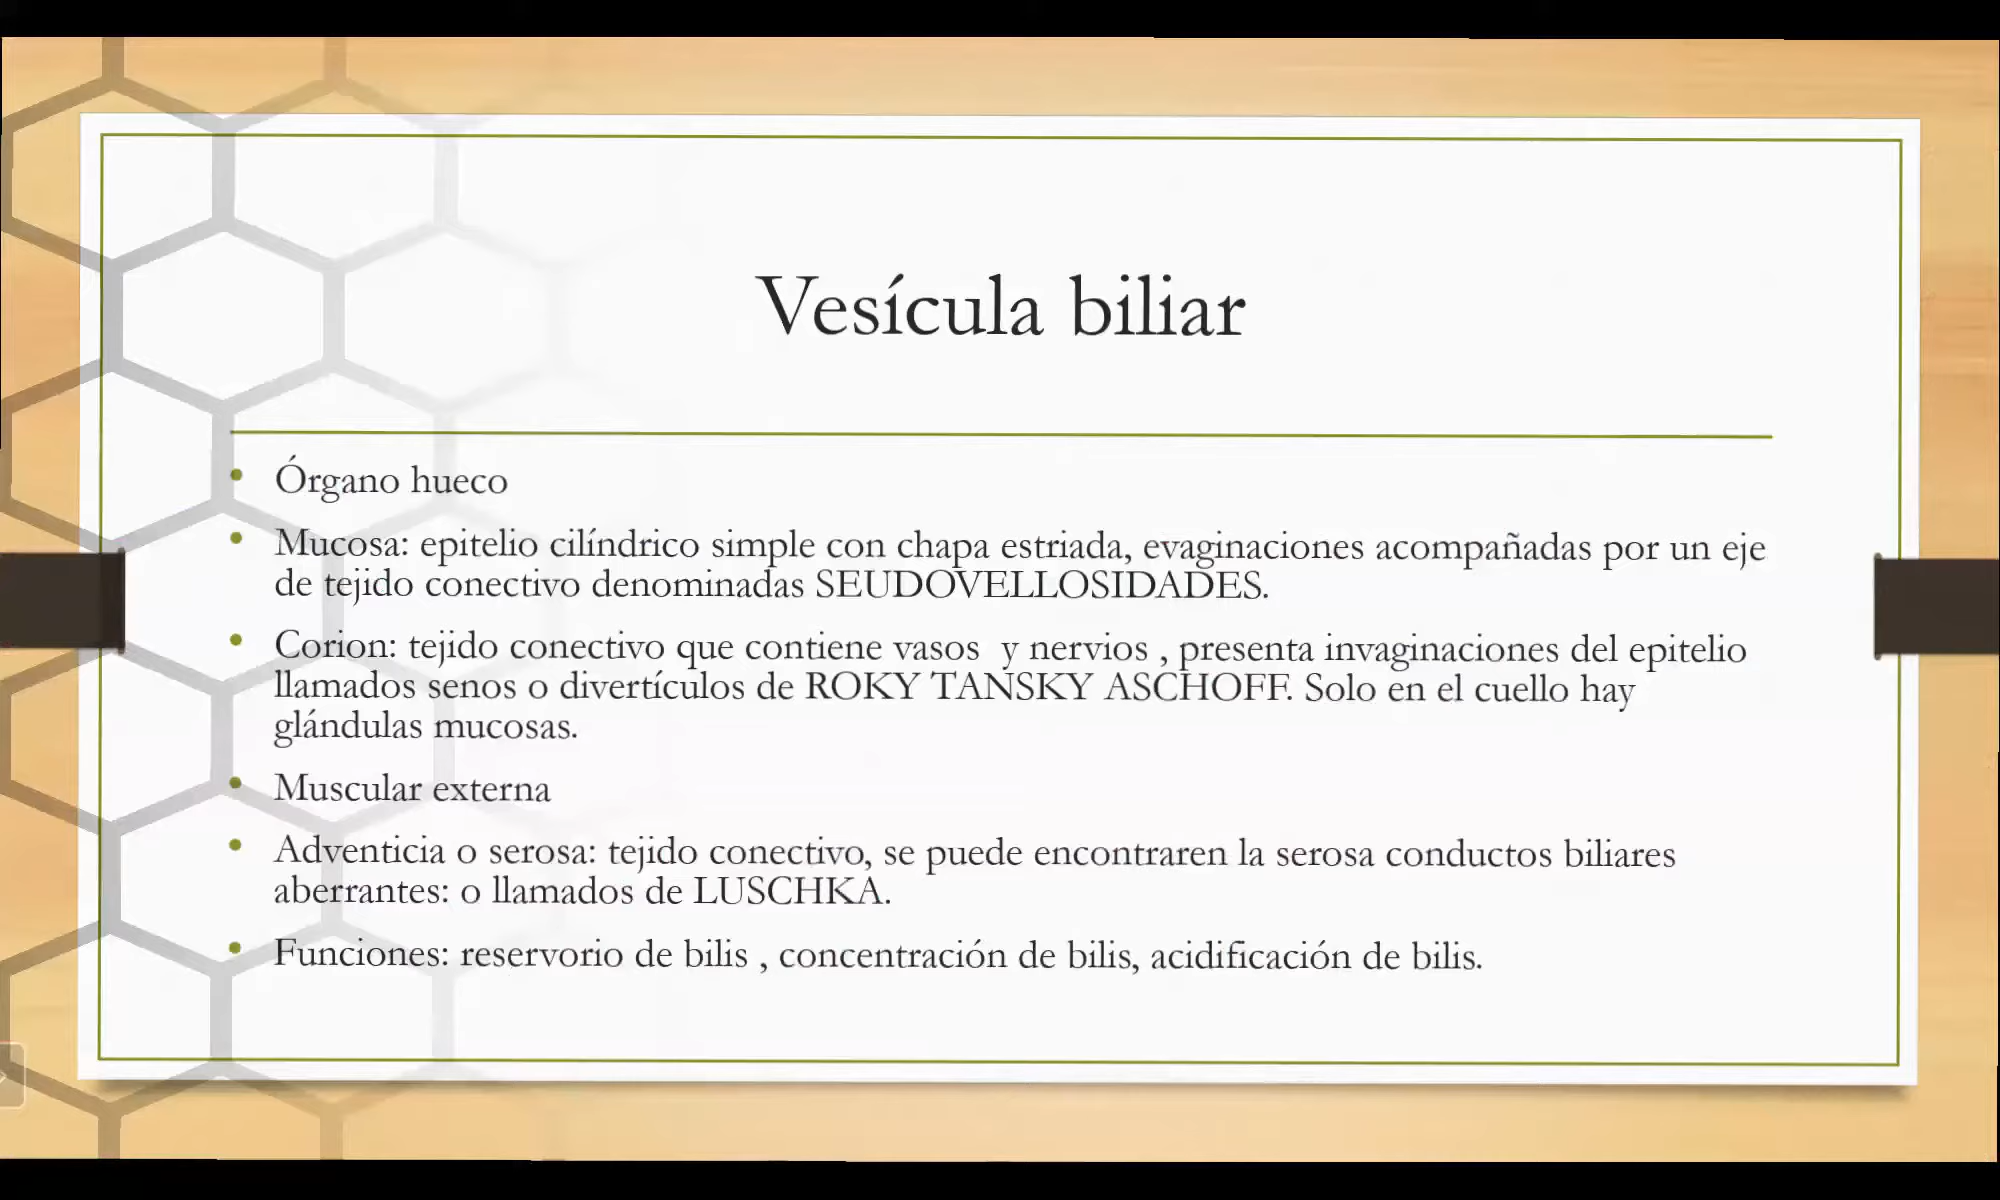 Vesícula biliar
Órgano hueco
Mucosa: epitelio cilíndrico simple con chapa estriada, evaginaciones acompañadas por un eje
de tejido conectivo denominadas SEUDOVELLOSIDADES.
Corion: tejido conectivo que contiene vasos  y nervios , presenta invaginaciones del epitelio
llamados senos o divertículos de ROKY TANSKY ASCHOFF. Solo en el cuello hay
glándulas mucosas.
Muscular externa
Adventicia o serosa: tejido conectivo, se puede encontraren la serosa conductos biliares
aberrantes: o llamados de LUSCHKA.
Funciones: reservorio de bilis , concentración de bilis, acidificación de bilis.